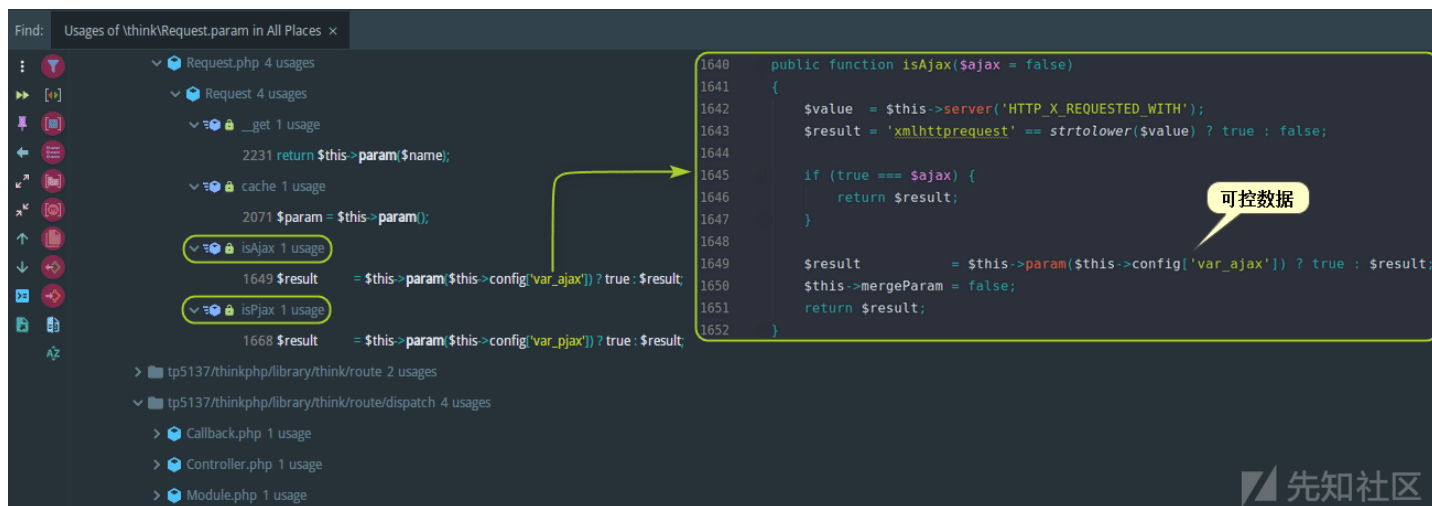 Find: Usages of \think\Request.param in All Places ×
Request.php 4 usages
Request 4 usages
__get 1 usage
2231 return $this->param($name);
cache 1 usage
2071 $param = $this->param();
isAjax 1 usage
1649 $result = $this->param($this->config['var_ajax']) ? true : $result;
isPjax 1 usage
1668 $result = $this->param($this->config['var_pjax']) ? true : $result;
tp5137/thinkphp/library/think/route 2 usages
tp5137/thinkphp/library/think/route/dispatch 4 usages
Callback.php 1 usage
Controller.php 1 usage
Module.php 1 usage
1640 public function isAjax($ajax = false)
1641 {
1642 $value = $this->server('HTTP_X_REQUESTED_WITH');
1643 $result = 'xmlhttprequest' == strtolower($value) ? true : false;
1644
1645 if (true === $ajax) {
1646 return $result;
1647 }
1648
1649 $result = $this->param($this->config['var_ajax']) ? true : $result;
1650 $this->mergeParam = false;
1651 return $result;
1652 }
可控数据
先知社区